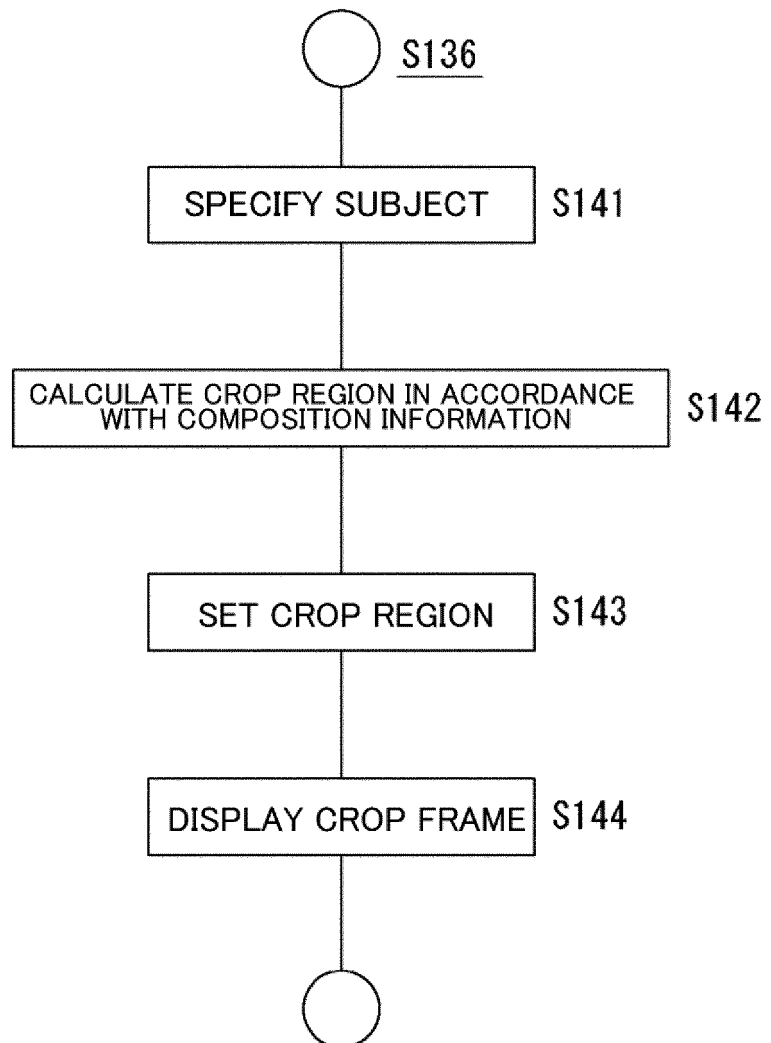 S136
SPECIFY SUBJECT S141
CALCULATE CROP REGION IN ACCORDANCE
WITH COMPOSITION INFORMATION
S142
SET CROP REGION S143
DISPLAY CROP FRAME S144